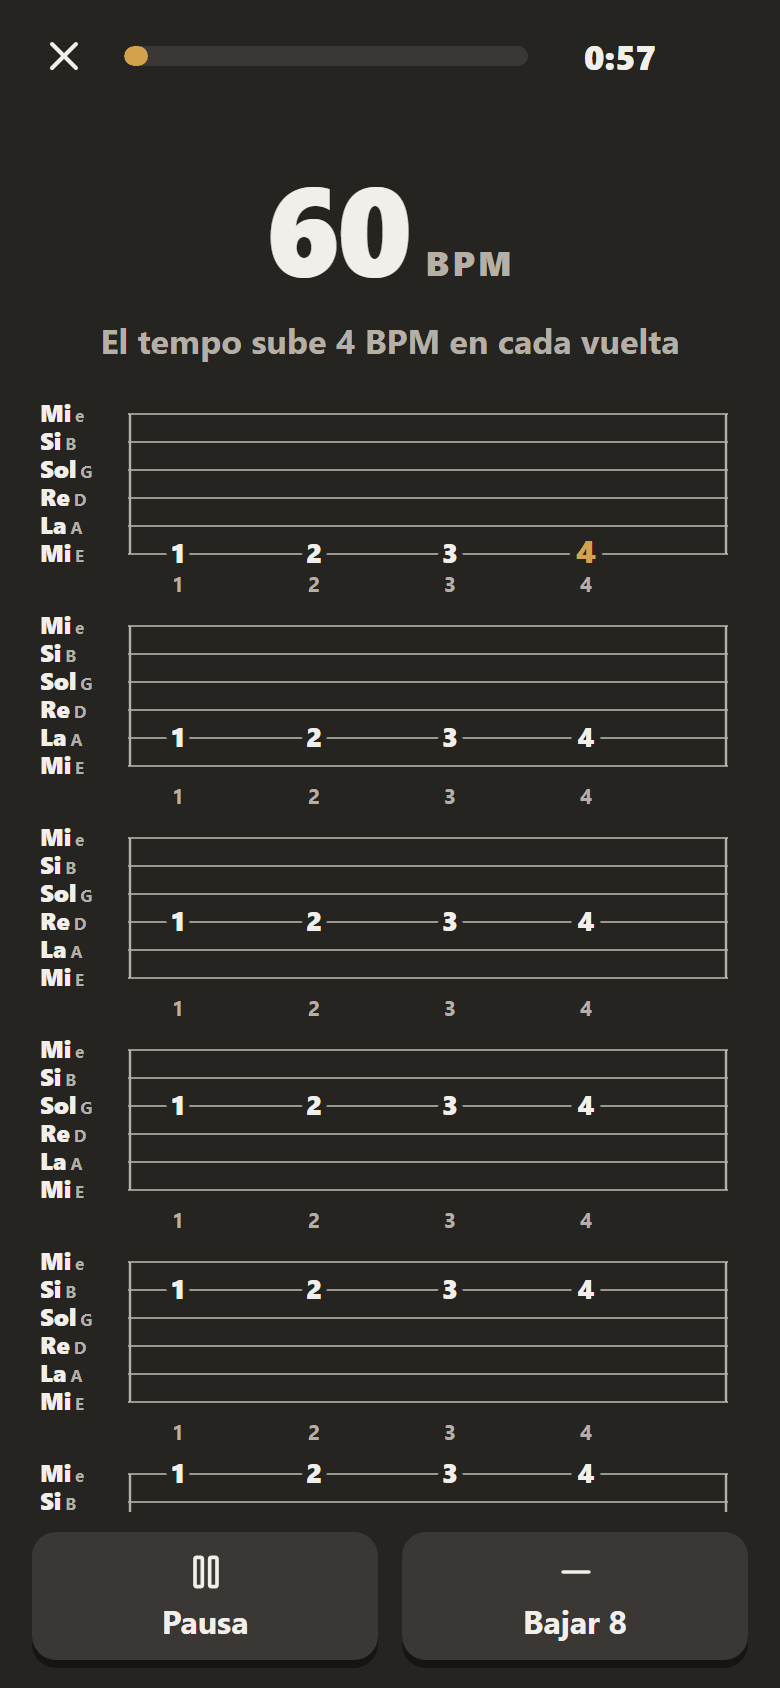 0:57
60 BPM
El tempo sube 4 BPM en cada vuelta
Mi e
Si B
Sol G
Re D
La A
Mi E 1 2 3 4
1 2 3 4
Mi e
Si B
Sol G
Re D
La A 1 2 3 4
Mi E
1 2 3 4
Mi e
Si B
Sol G
Re D 1 2 3 4
La A
Mi E
1 2 3 4
Mi e
Si B
Sol G 1 2 3 4
Re D
La A
Mi E
1 2 3 4
Mi e
Si B 1 2 3 4
Sol G
Re D
La A
Mi E
1 2 3 4
Mi e 1 2 3 4
Si B
Pausa
Bajar 8